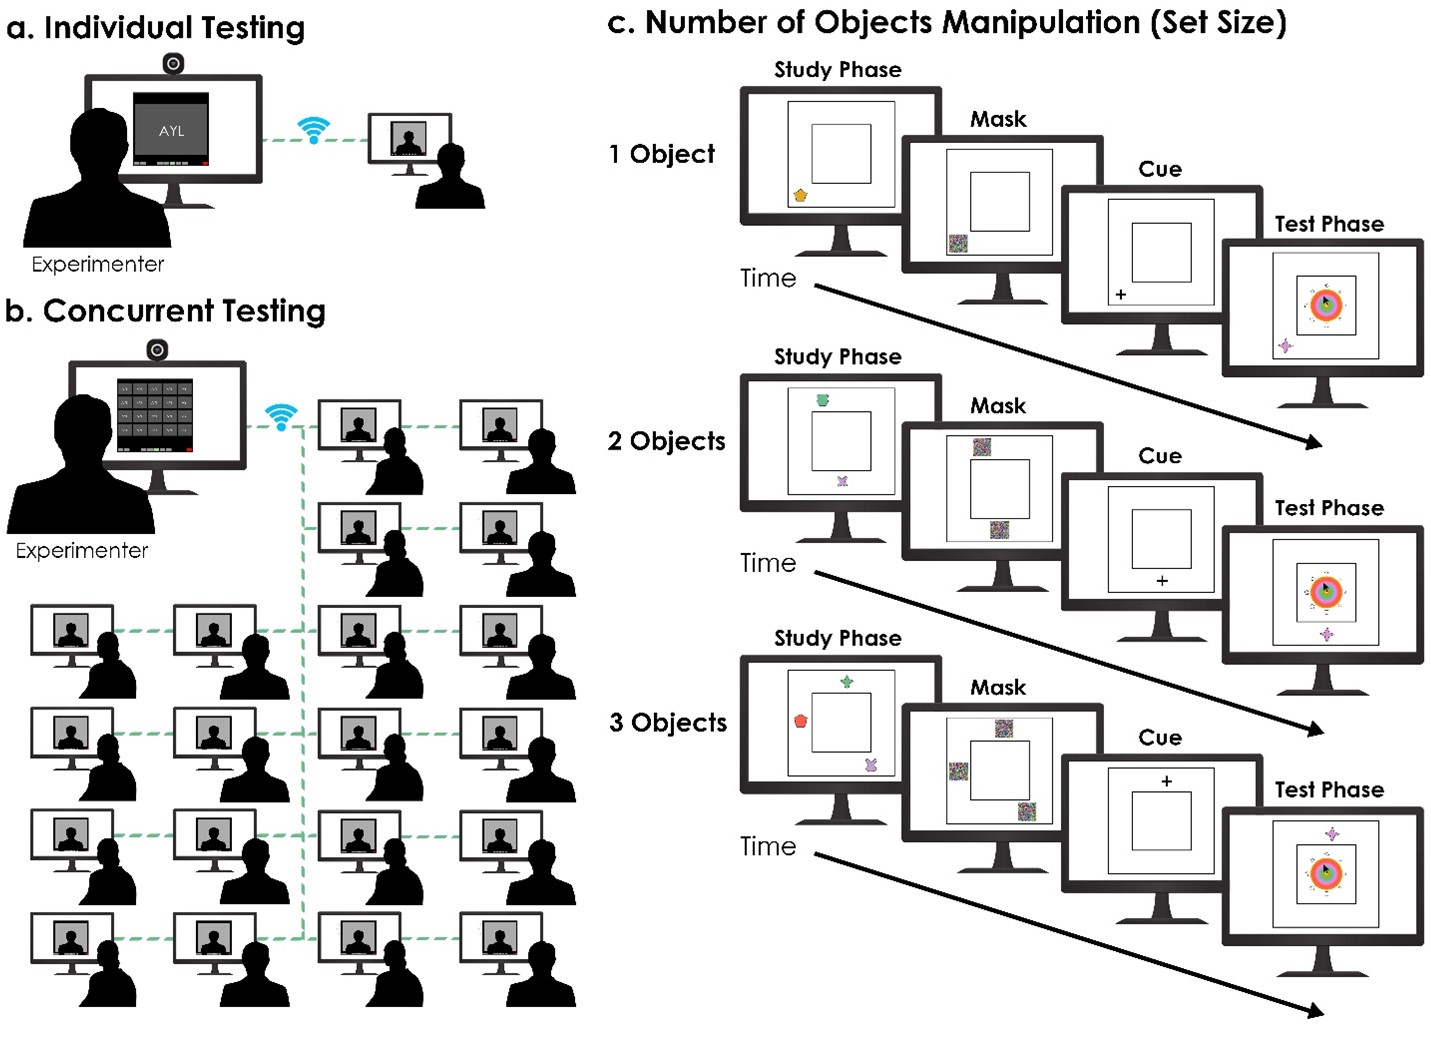 a. Individual Testing
AYL
Experimenter
b. Concurrent Testing
Experimenter
c. Number of Objects Manipulation (Set Size)
1 Object
Study Phase
Mask
Cue
Test Phase
Time
2 Objects
Study Phase
Mask
Cue
Test Phase
Time
3 Objects
Study Phase
Mask
Cue
Test Phase
Time